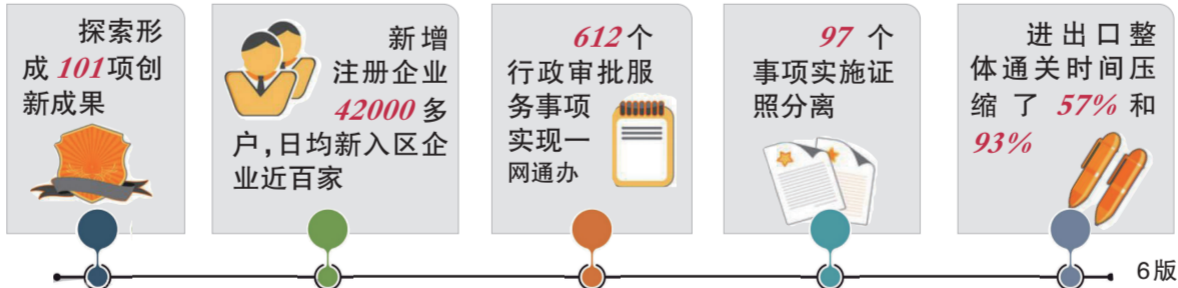 探索形
成101项创
新成果
新增
注册企业
42000多
户，日均新入区企
业近百家
612个
行政审批服
务事项
实现一
网通办
97个
事项实施证
照分离
进出口整
体通关时间压
缩了57%和
93%
6版